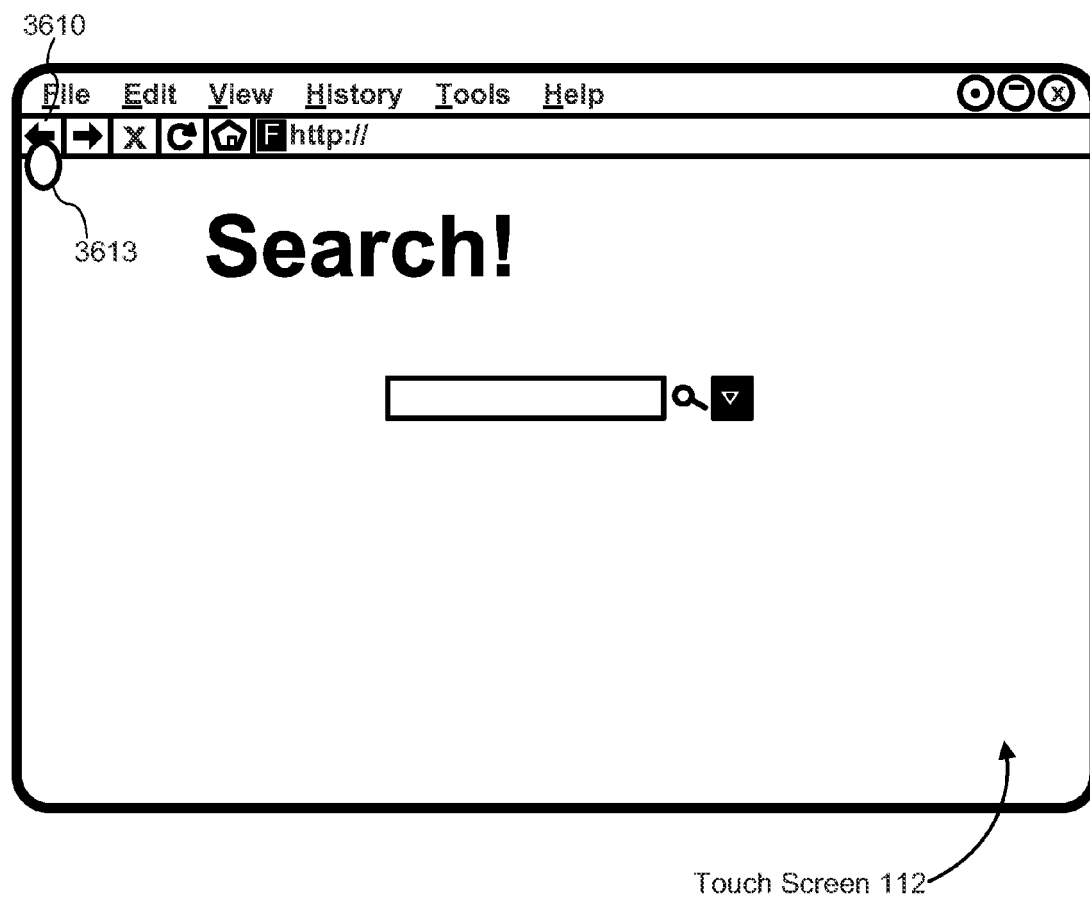 3610
File Edit View History Tools Help
X F http://
3613
Search!
Touch Screen 112